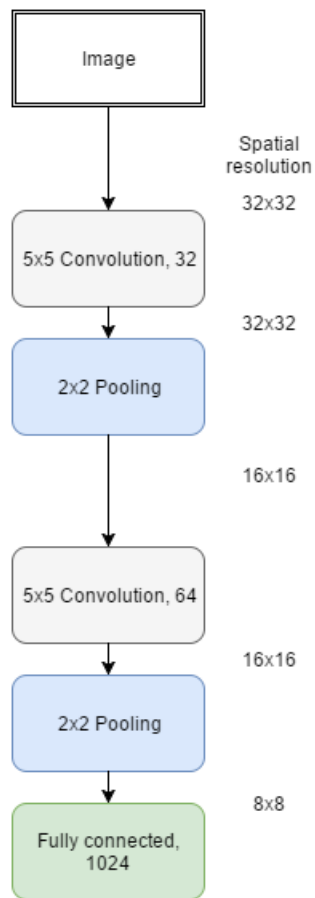 Image
Spatial
resolution
32x32
5x5 Convolution, 32
32x32
2x2 Pooling
16x16
5x5 Convolution, 64
16x16
2x2 Pooling
8x8
Fully connected,
1024